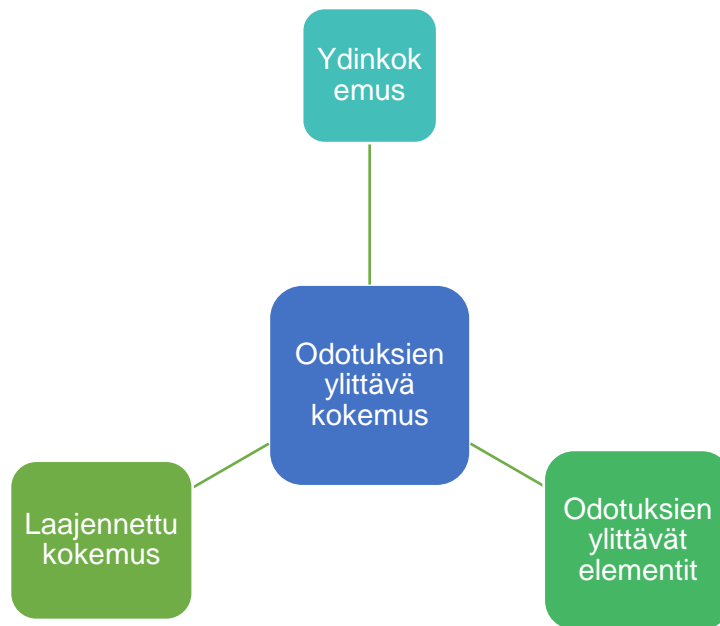 Ydinkok
emus
Odotuksien
ylittävä
kokemus
Laajennettu
kokemus
Odotuksien
ylittävät
elementit